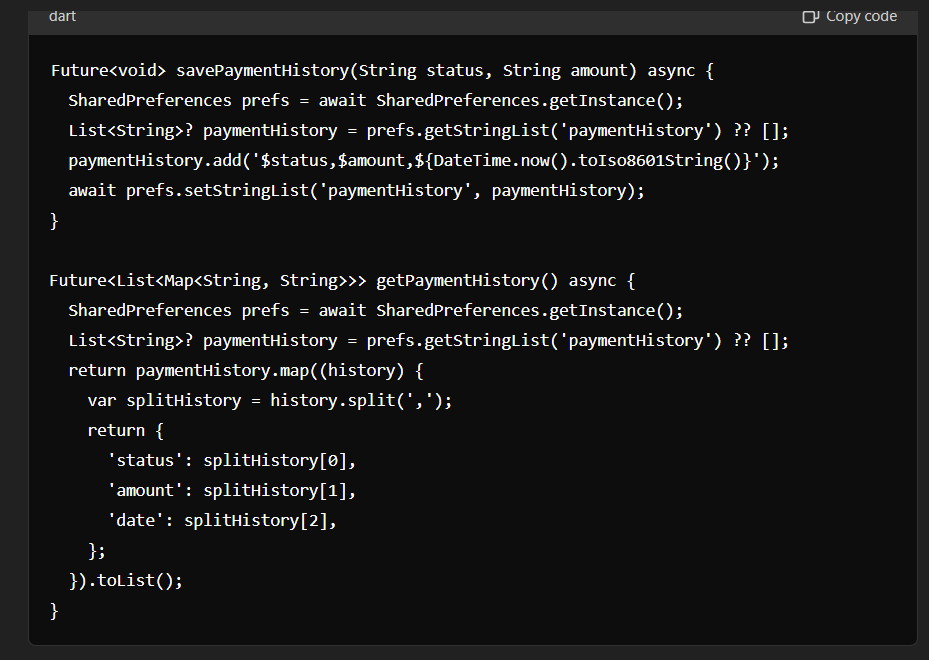 dart
Copy code
Future<void> savePaymentHistory(String status, String amount) async {
  SharedPreferences prefs = await SharedPreferences.getInstance();
  List<String>? paymentHistory = prefs.getStringList('paymentHistory') ?? [];
  paymentHistory.add('$status,$amount,${DateTime.now().toIso8601String()}');
  await prefs.setStringList('paymentHistory', paymentHistory);
}

Future<List<Map<String, String>>> getPaymentHistory() async {
  SharedPreferences prefs = await SharedPreferences.getInstance();
  List<String>? paymentHistory = prefs.getStringList('paymentHistory') ?? [];
  return paymentHistory.map((history) {
    var splitHistory = history.split(',');
    return {
      'status': splitHistory[0],
      'amount': splitHistory[1],
      'date': splitHistory[2],
    };
  }).toList();
}